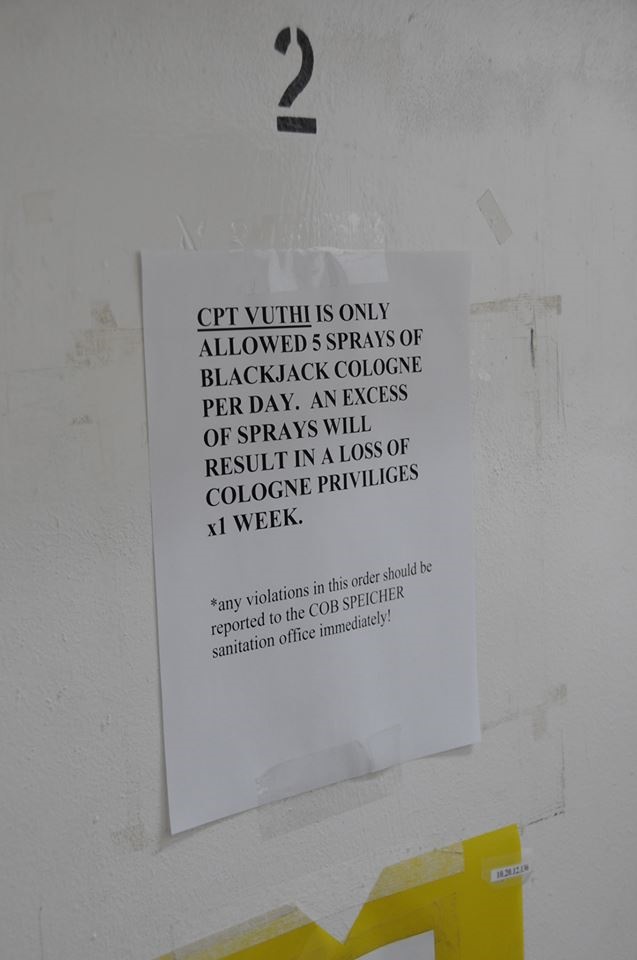 2
CPT VUTHI IS ONLY
ALLOWED 5 SPRAYS OF
BLACKJACK COLOGNE
PER DAY. AN EXCESS
OF SPRAYS WILL
RESULT IN A LOSS OF
COLOGNE PRIVILIGES
x1 WEEK.
*any violations in this order should be
reported to the COB SPEICHER
sanitation office immediately!